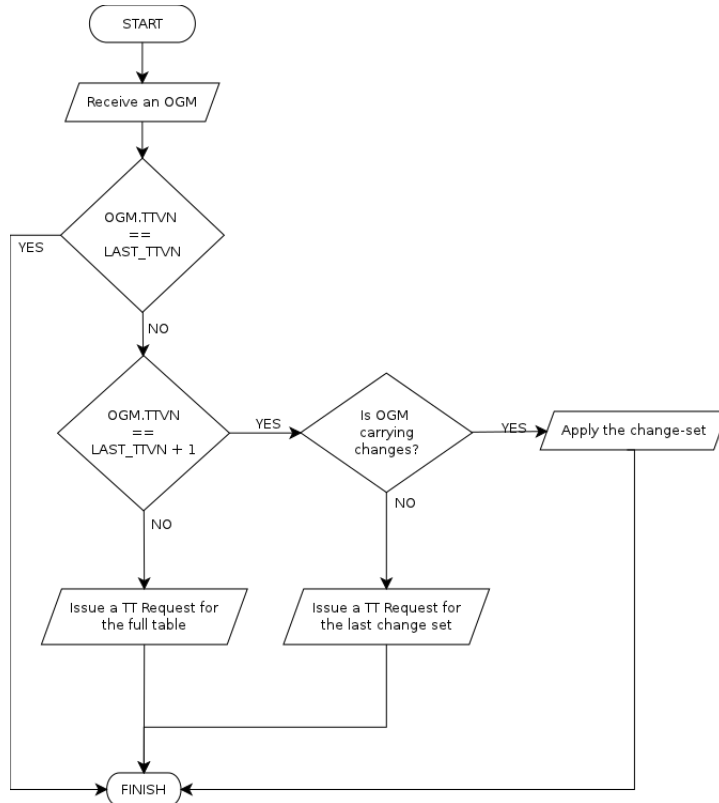 START
Receive an OGM
OGM.TTVN
==
LAST_TTVN
YES
NO
OGM.TTVN
==
LAST_TTVN + 1
YES
Is OGM
carrying
changes?
YES
Apply the change-set
NO
NO
Issue a TT Request for
the full table
Issue a TT Request for
the last change set
FINISH